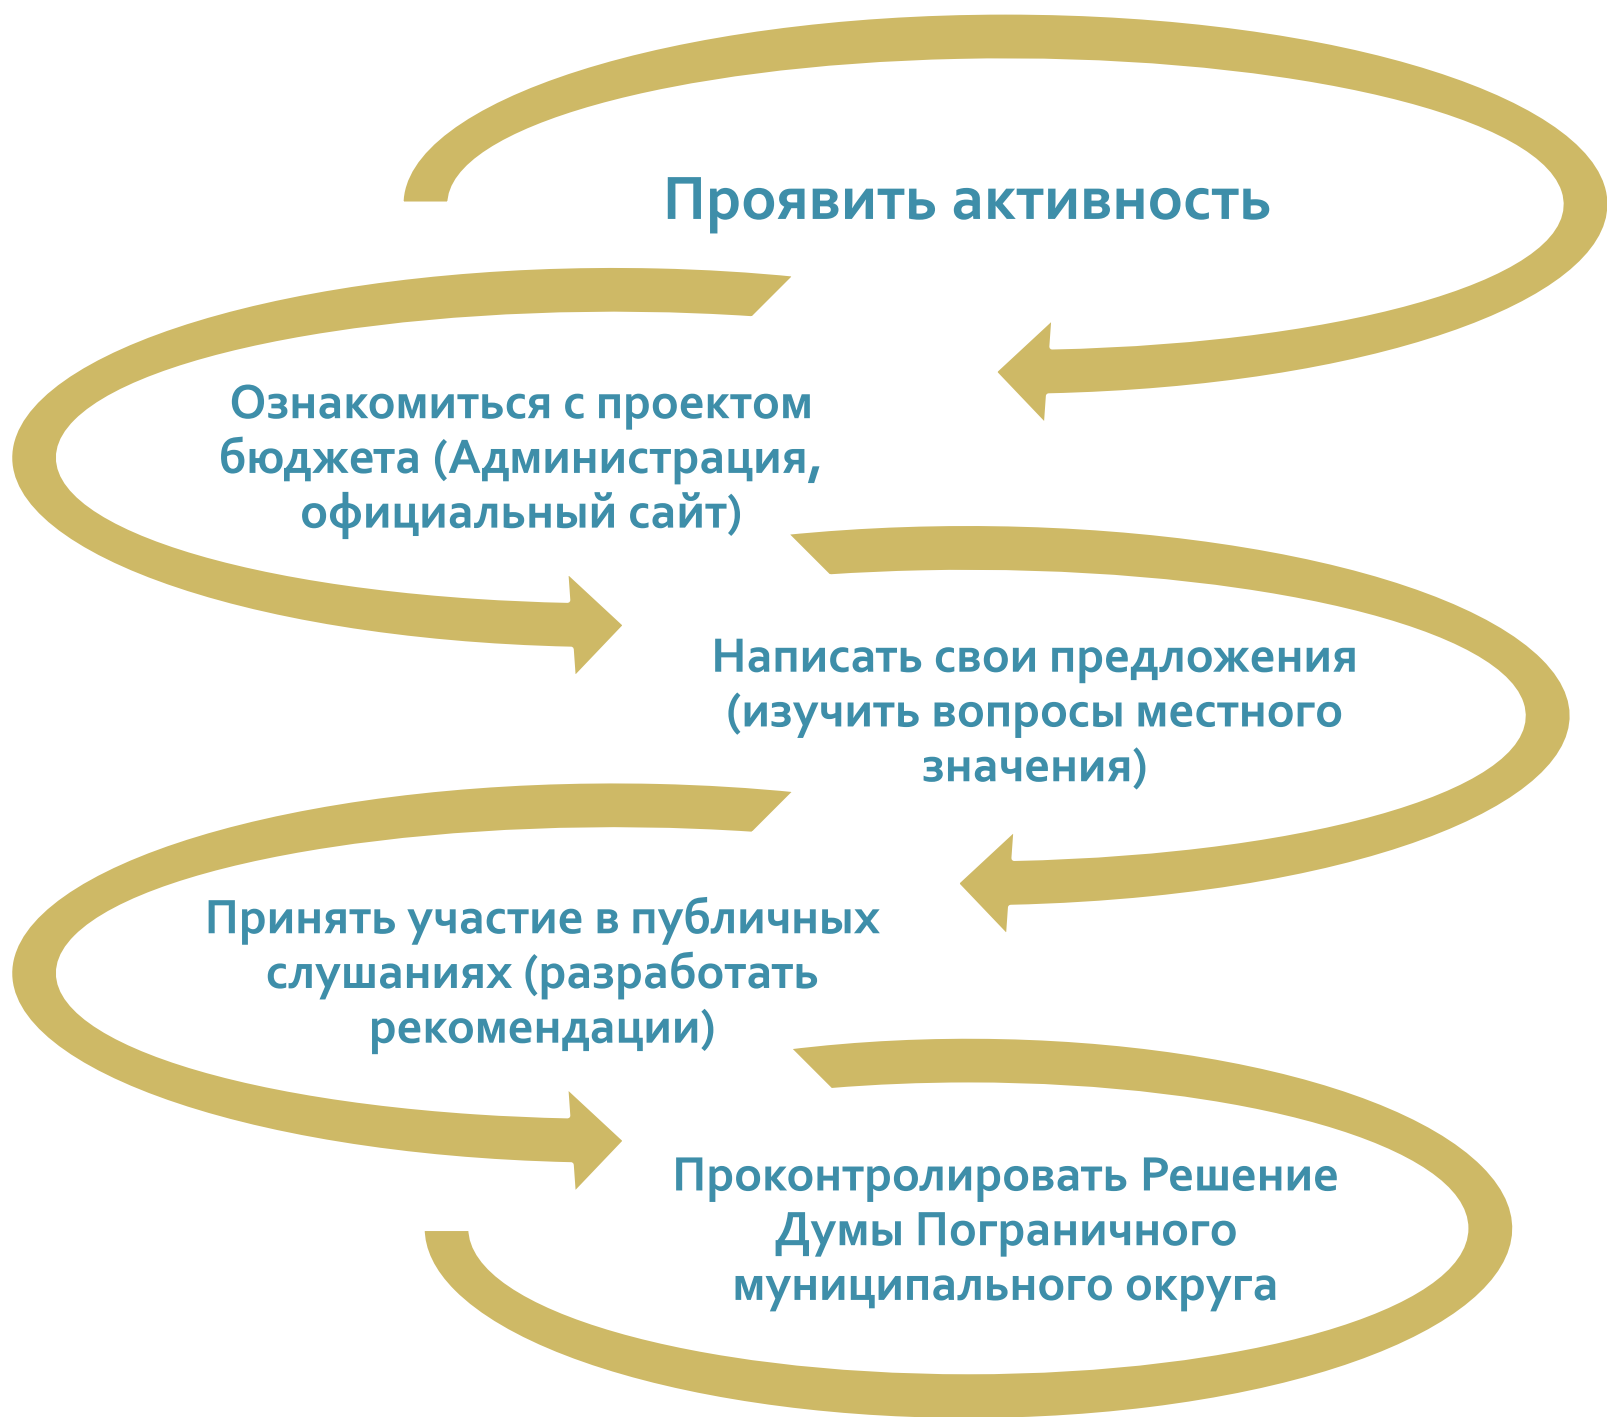 Проявить активность
Ознакомиться с проектом
бюджета (Администрация,
официальный сайт)
Написать свои предложения
(изучить вопросы местного
значения)
Принять участие в публичных
слушаниях (разработать
рекомендации)
Проконтролировать Решение
Думы Пограничного
муниципального округа